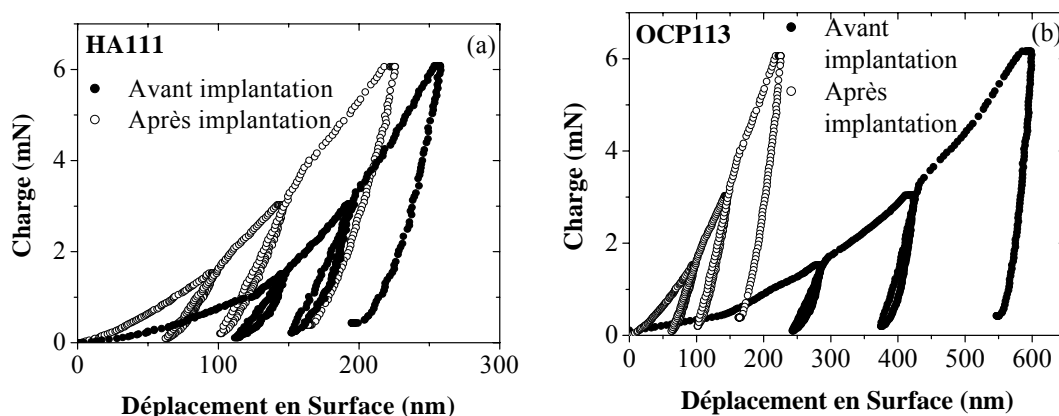 HA111
(a)
Avant implantation
Après implantation
6
4
2
0
0
100
200
300
Charge (mN)
Déplacement en Surface (nm)
OCP113
(b)
Avant
implantation
Après
implantation
6
4
2
0
0
100
200
300
400
500
600
Charge (mN)
Déplacement en Surface (nm)